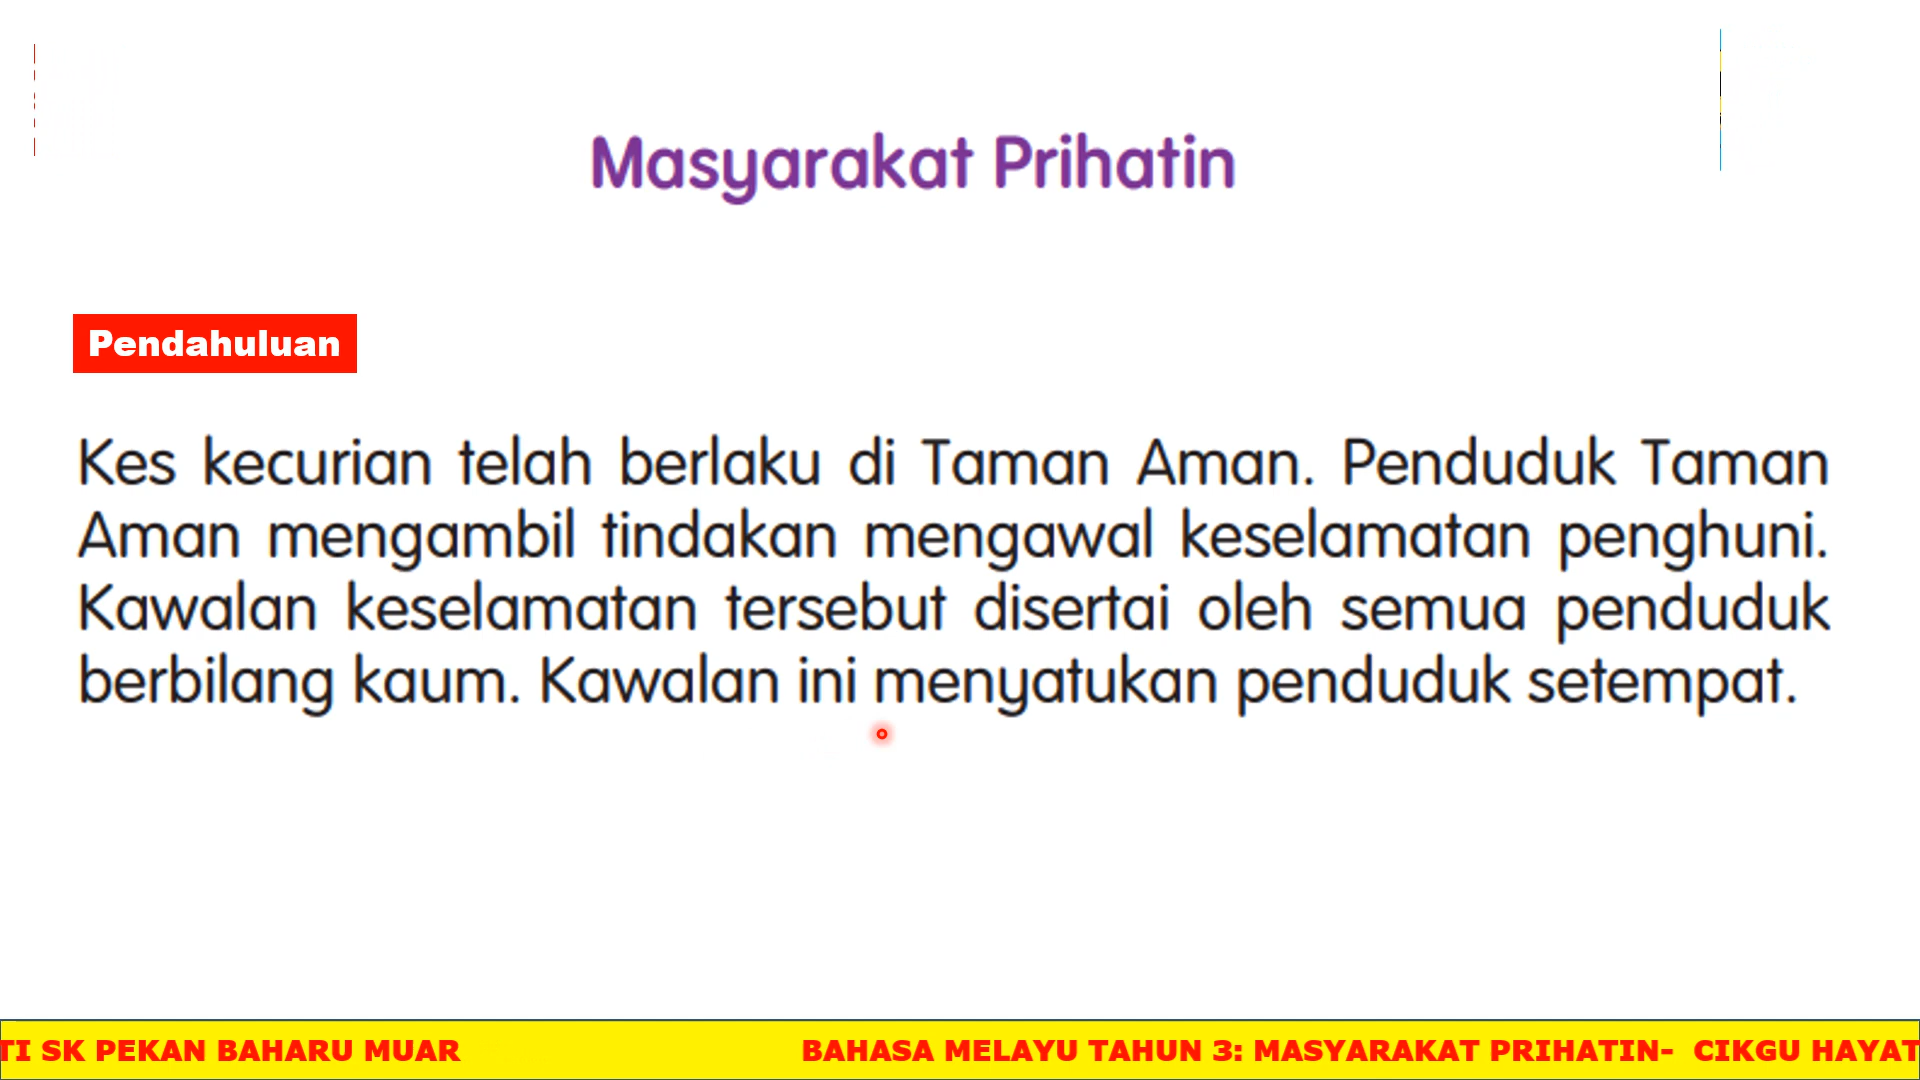 Masyarakat Prihatin
Pendahuluan
Kes kecurian telah berlaku di Taman Aman. Penduduk Taman
Aman mengambil tindakan mengawal keselamatan penghuni.
Kawalan keselamatan tersebut disertai oleh semua penduduk
berbilang kaum. Kawalan ini menyatukan penduduk setempat.
TI SK PEKAN BAHARU MUAR BAHASA MELAYU TAHUN 3: MASYARAKAT PRIHATIN- CIKGU HAYAT